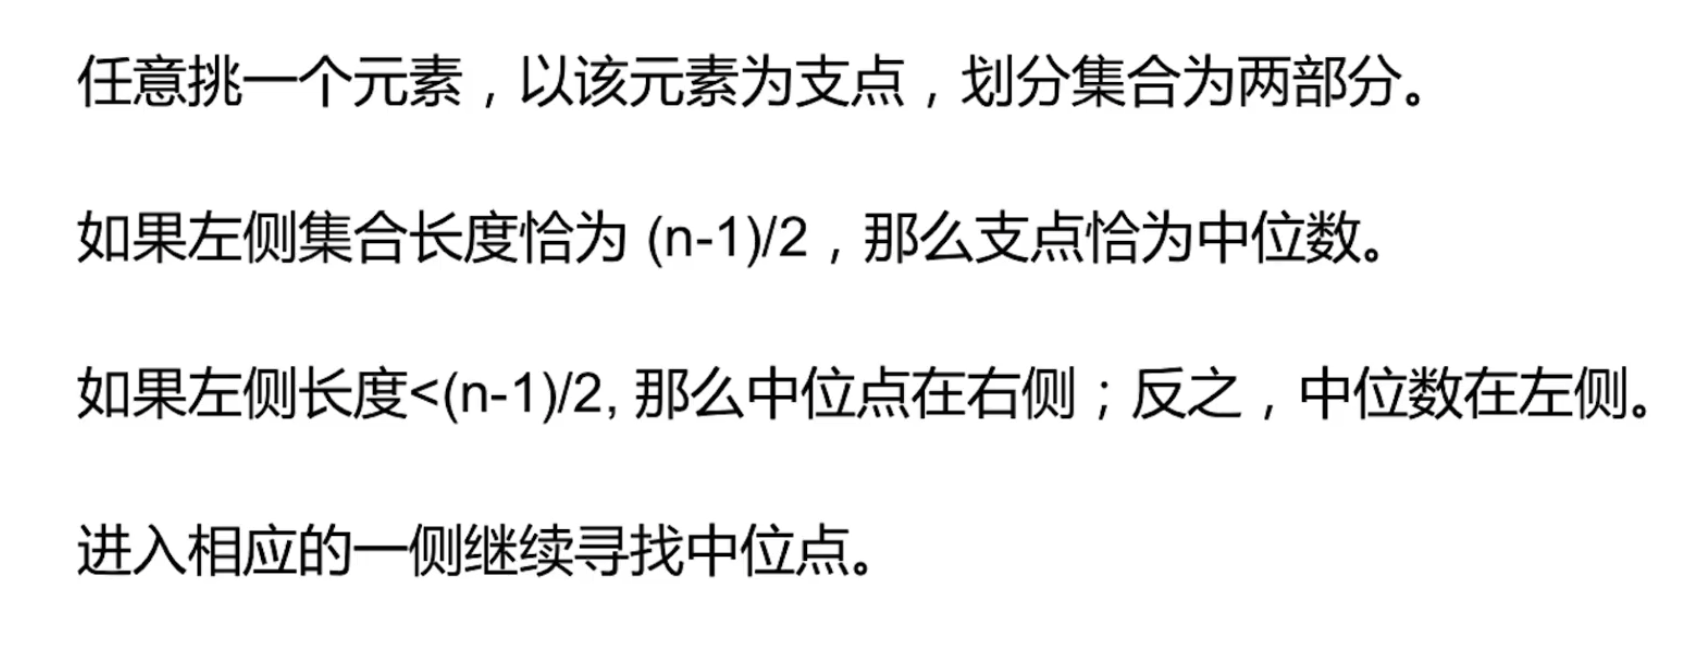 任意挑一个元素，以该元素为支点，划分集合为两部分。
如果左侧集合长度恰为 (n-1)/2，那么支点恰为中位数。
如果左侧长度<(n-1)/2, 那么中位点在右侧；反之，中位数在左侧。
进入相应的一侧继续寻找中位点。